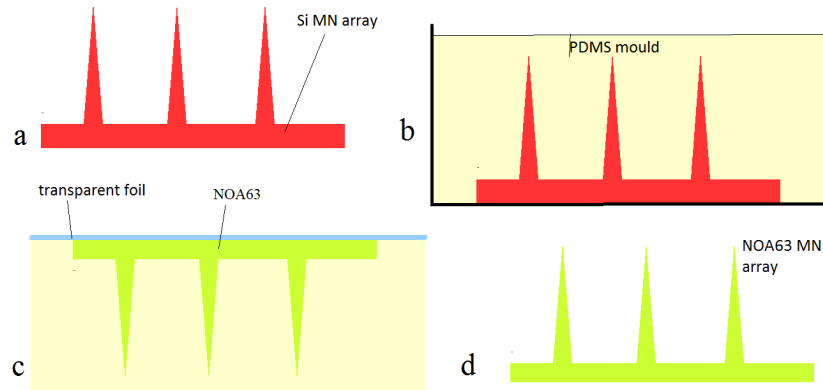 Si MN array
a
PDMS mould
b
transparent foil
NOA63
c
NOA63 MN
array
d